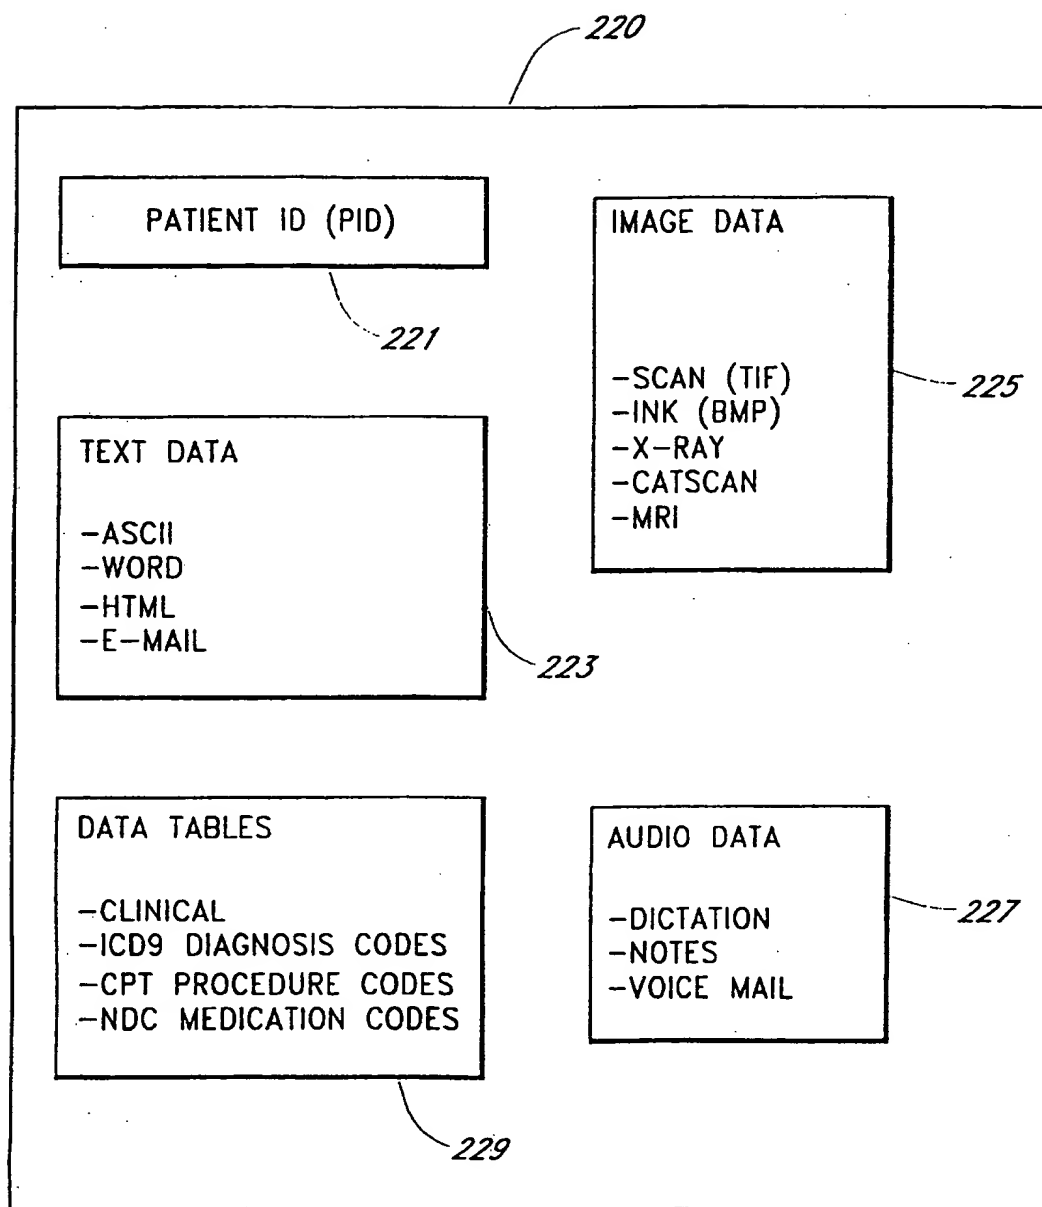 220
PATIENT ID (PID)
221
IMAGE DATA
-SCAN (TIF)
-INK (BMP)
-X-RAY
-CATSCAN
-MRI
225
TEXT DATA
-ASCII
-WORD
-HTML
-E-MAIL
223
DATA TABLES
-CLINICAL
-ICD9 DIAGNOSIS CODES
-CPT PROCEDURE CODES
-NDC MEDICATION CODES
229
AUDIO DATA
-DICTATION
-NOTES
-VOICE MAIL
227